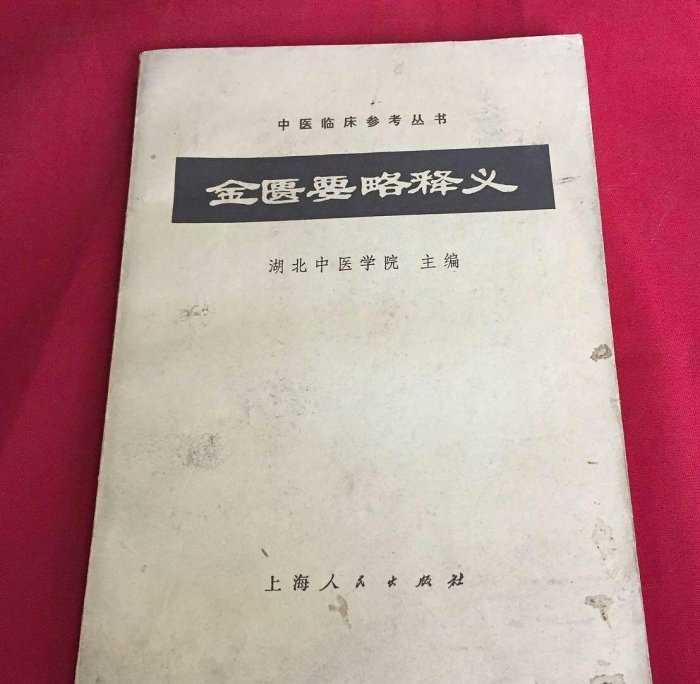 中医临床参考丛书
金匮要略释义
湖北中医学院 主编
上海人民出版社